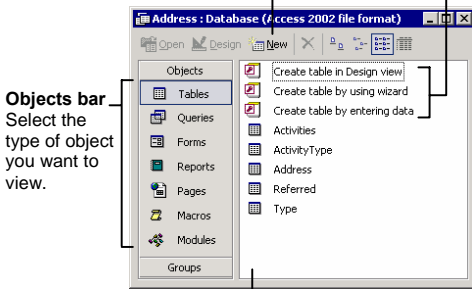 Address : Database (Access 2002 file format)
Open Design New
Objects
Tables
Queries
Forms
Reports
Pages
Macros
Modules
Groups
Create table in Design view
Create table by using wizard
Create table by entering data
Activities
ActivityType
Address
Referred
Type
Objects bar
Select the
type of object
you want to
view.